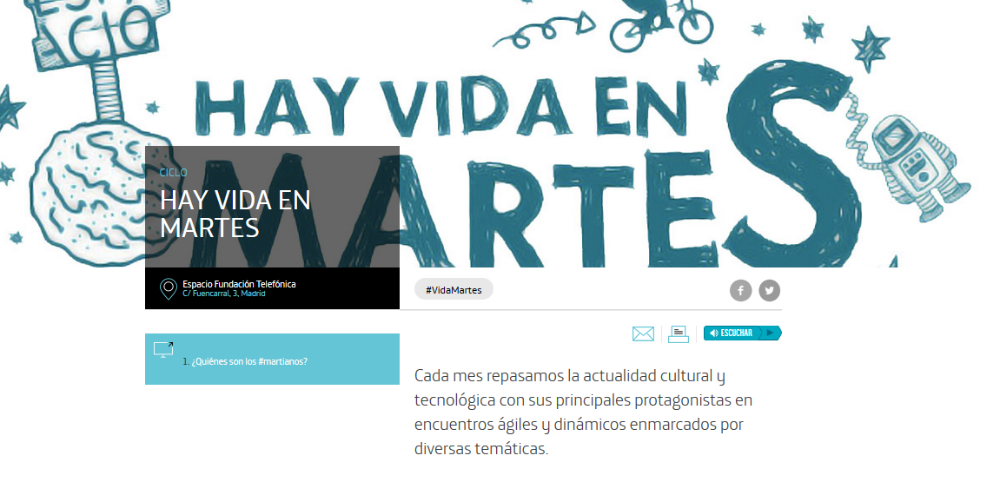 ESPA
ACIO
HAY VIDA EN
MARTES
CICLO
HAY VIDA EN
MARTES
Espacio Fundación Telefónica
C/ Fuencarral, 3, Madrid
#VidaMartes
ESCUCHAR
1. ¿Quiénes son los #martianos?
Cada mes repasamos la actualidad cultural y
tecnológica con sus principales protagonistas en
encuentros ágiles y dinámicos enmarcados por
diversas temáticas.